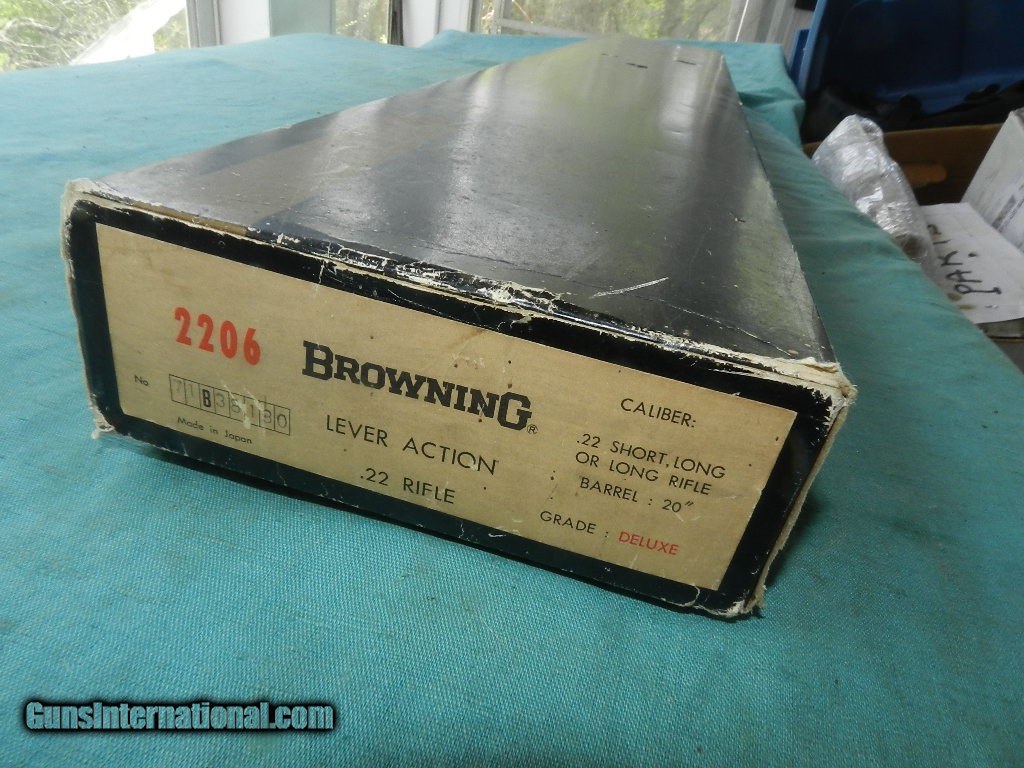 2206
BROWNING®
No
Made in Japan
LEVER ACTION
.22 RIFLE
CALIBER:
.22 SHORT, LONG
OR LONG RIFLE
BARREL : 20"
GRADE : DELUXE
GunsInternational.com